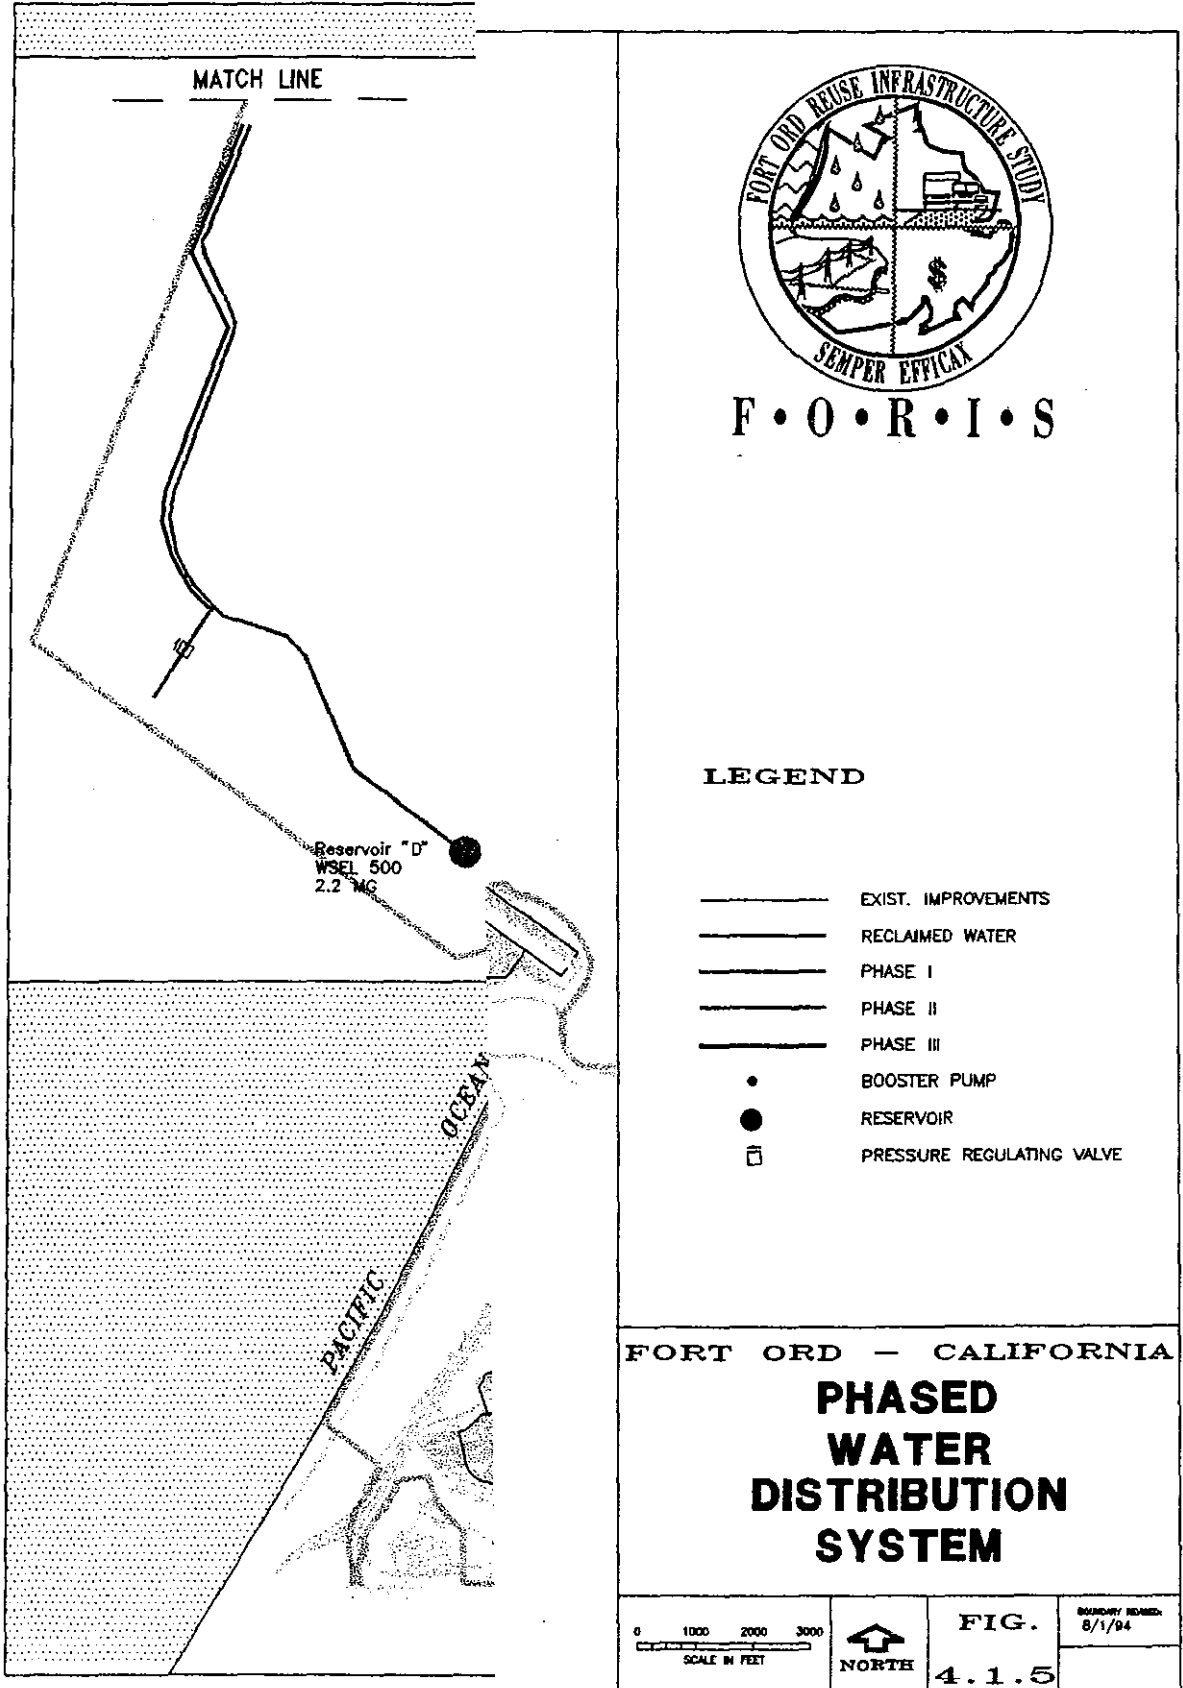 MATCH LINE
FORT ORD REUSE INFRASTRUCTURE STUDY
SEMPER EFFICAX
F•O•R•I•S
Reservoir "D"
WSEL 500
2.2 MG
PACIFIC OCEAN
LEGEND
EXIST. IMPROVEMENTS
RECLAIMED WATER
PHASE I
PHASE II
PHASE III
BOOSTER PUMP
RESERVOIR
PRESSURE REGULATING VALVE
FORT ORD – CALIFORNIA
PHASED
WATER
DISTRIBUTION
SYSTEM
0 1000 2000 3000
SCALE IN FEET
NORTH
FIG.
4.1.5
BOUNDARY REVISED:
8/1/94